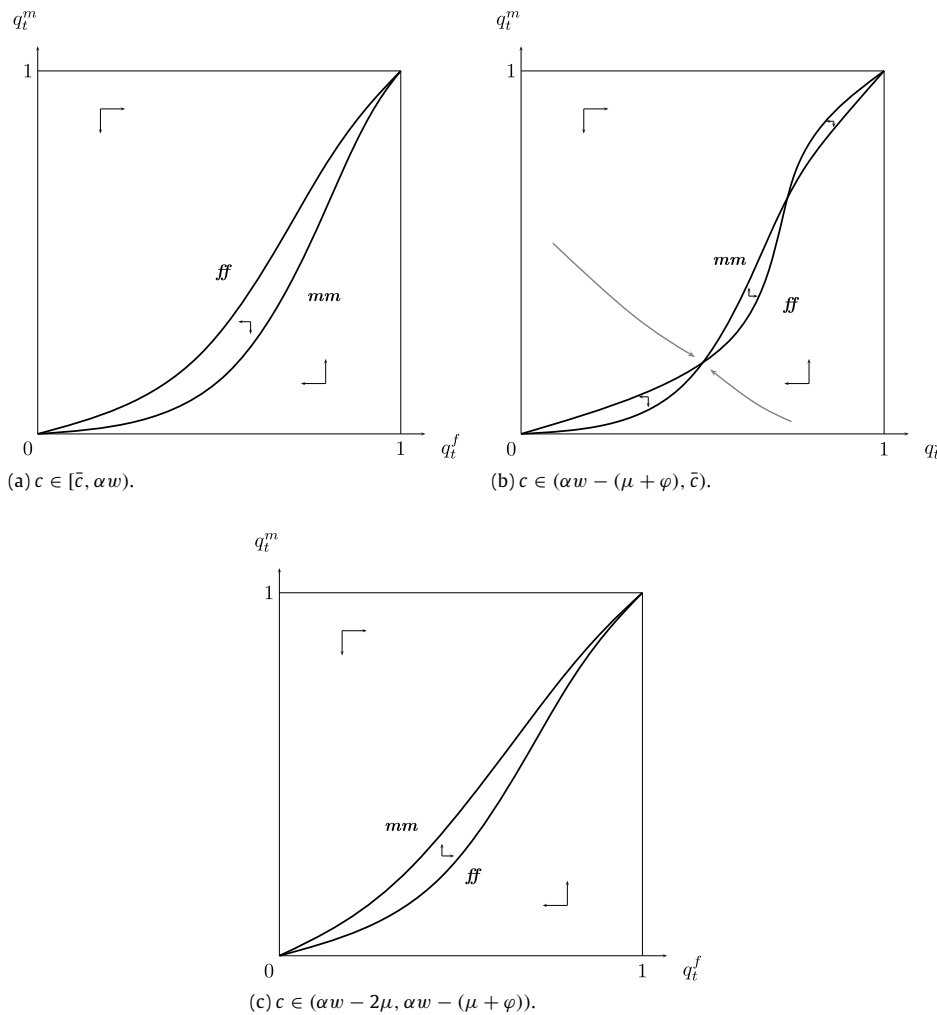 q_t^m
q_t^m
1
1
ff
mm
mm
ff
0
1
q_t^f
0
1
q_t
(a) c ∈ [c̄, αw).
(b) c ∈ (αw − (μ + φ), c̄).
q_t^m
1
mm
ff
0
1
q_t^f
(c) c ∈ (αw − 2μ, αw − (μ + φ)).